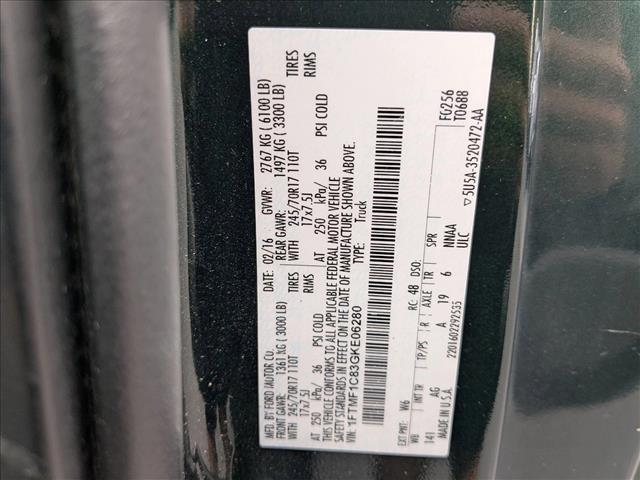 MFD. BY FORD MOTOR CO.
DATE: 02/16 GVWR: 2767 KG ( 6100 LB)
FRONT GAWR: 1361 KG ( 3000 LB) REAR GAWR: 1497 KG ( 3300 LB)
WITH 245/70R17 110T TIRES WITH 245/70R17 110T TIRES
17x7.5J RIMS 17x7.5J RIMS
AT 250 kPa/ 36 PSI COLD AT 250 kPa/ 36 PSI COLD
THIS VEHICLE CONFORMS TO ALL APPLICABLE FEDERAL MOTOR VEHICLE
SAFETY STANDARDS IN EFFECT ON THE DATE OF MANUFACTURE SHOWN ABOVE.
VIN: 1FTMF1C83GKE06280 Truck
FG256
T0688
EXT PNT: W6 RC: 48 DSO:
WB INT TR TP/PS R AXLE TR SPR
141 AG A 19 6 NNAA
MADE IN U.S.A. ULC
2201602292535
▽5U5A-3520472-AA